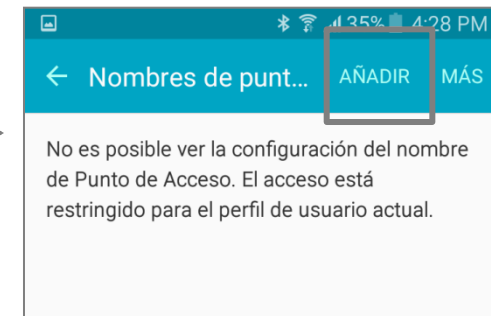 35% 4:28 PM
Nombres de punt... AÑADIR MÁS
No es posible ver la configuración del nombre
de Punto de Acceso. El acceso está
restringido para el perfil de usuario actual.